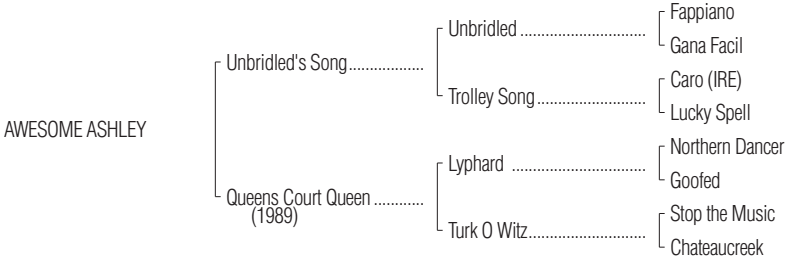 Fappiano
Unbridled ..............................
Gana Facil
Unbridled's Song..................
Caro (IRE)
Trolley Song..........................
Lucky Spell
AWESOME ASHLEY
Northern Dancer
Lyphard ................................
Goofed
Queens Court Queen ............
(1989)
Stop the Music
Turk O Witz............................
Chateaucreek